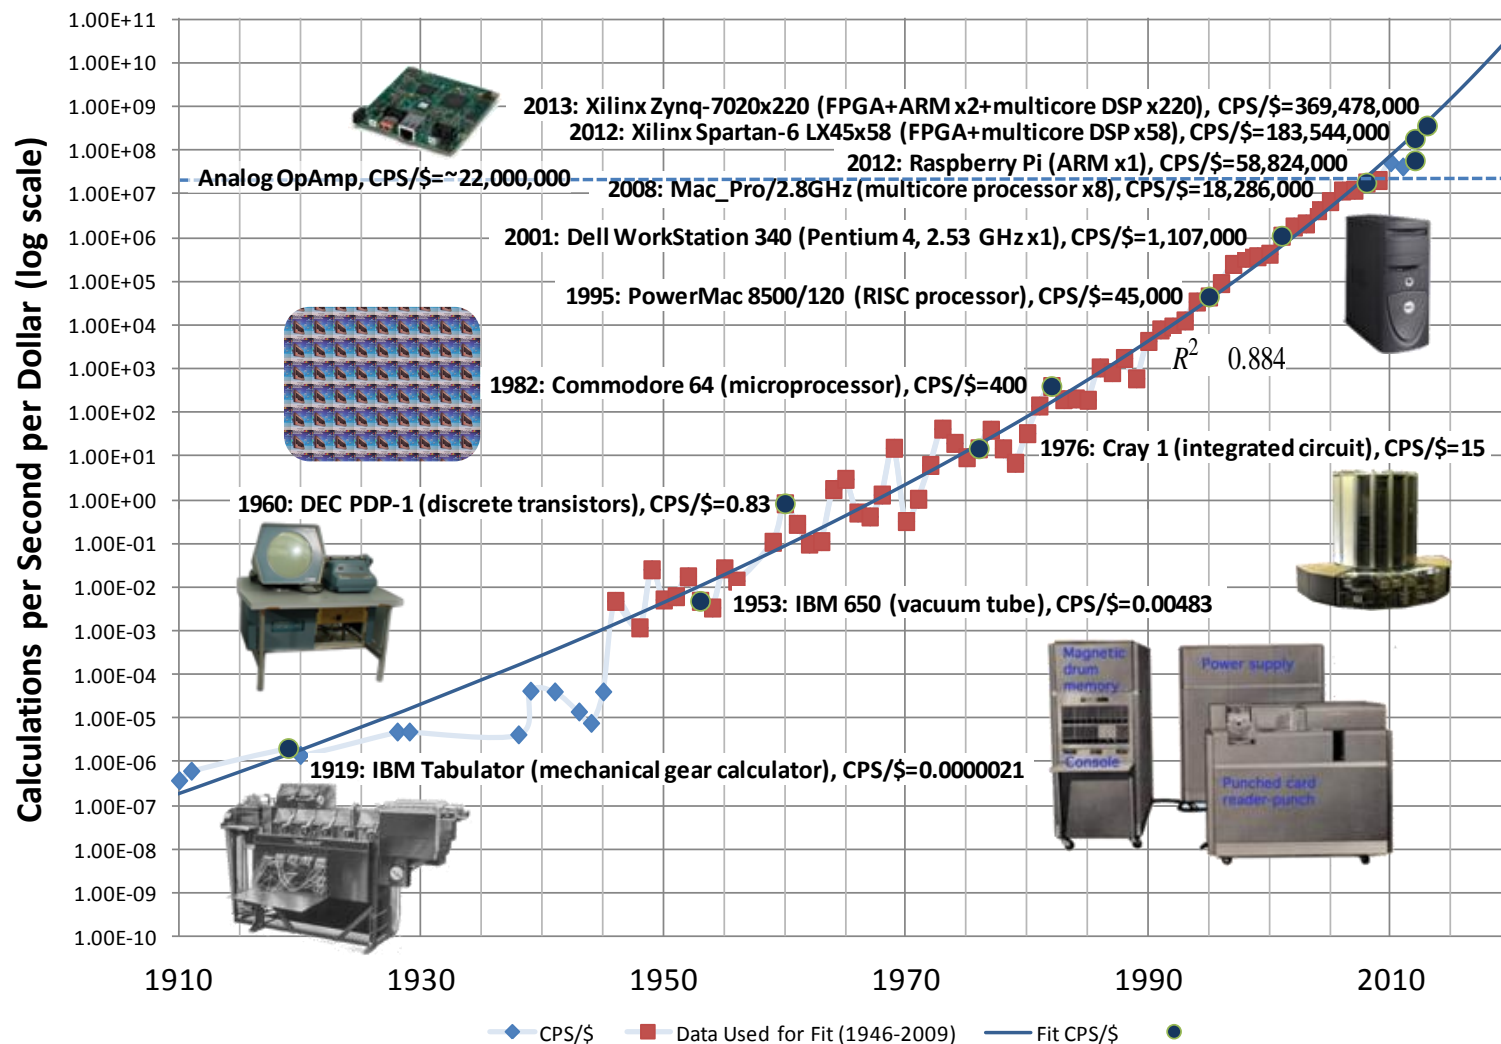 Calculations per Second per Dollar (log scale)
1.00E+11
1.00E+10
1.00E+09
1.00E+08
1.00E+07
1.00E+06
1.00E+05
1.00E+04
1.00E+03
1.00E+02
1.00E+01
1.00E+00
1.00E-01
1.00E-02
1.00E-03
1.00E-04
1.00E-05
1.00E-06
1.00E-07
1.00E-08
1.00E-09
1.00E-10
2013: Xilinx Zynq-7020x220 (FPGA+ARM x2+multicore DSP x220), CPS/$=369,478,000
2012: Xilinx Spartan-6 LX45x58 (FPGA+multicore DSP x58), CPS/$=183,544,000
2012: Raspberry Pi (ARM x1), CPS/$=58,824,000
Analog OpAmp, CPS/$=~22,000,000
2008: Mac_Pro/2.8GHz (multicore processor x8), CPS/$=18,286,000
2001: Dell WorkStation 340 (Pentium 4, 2.53 GHz x1), CPS/$=1,107,000
1995: PowerMac 8500/120 (RISC processor), CPS/$=45,000
R² 0.884
1982: Commodore 64 (microprocessor), CPS/$=400
1976: Cray 1 (integrated circuit), CPS/$=15
1960: DEC PDP-1 (discrete transistors), CPS/$=0.83
1953: IBM 650 (vacuum tube), CPS/$=0.00483
Magnetic
drum
memory
Power supply
Console
Punched card
reader-punch
1919: IBM Tabulator (mechanical gear calculator), CPS/$=0.0000021
1910 1930 1950 1970 1990 2010
CPS/$ Data Used for Fit (1946-2009) Fit CPS/$